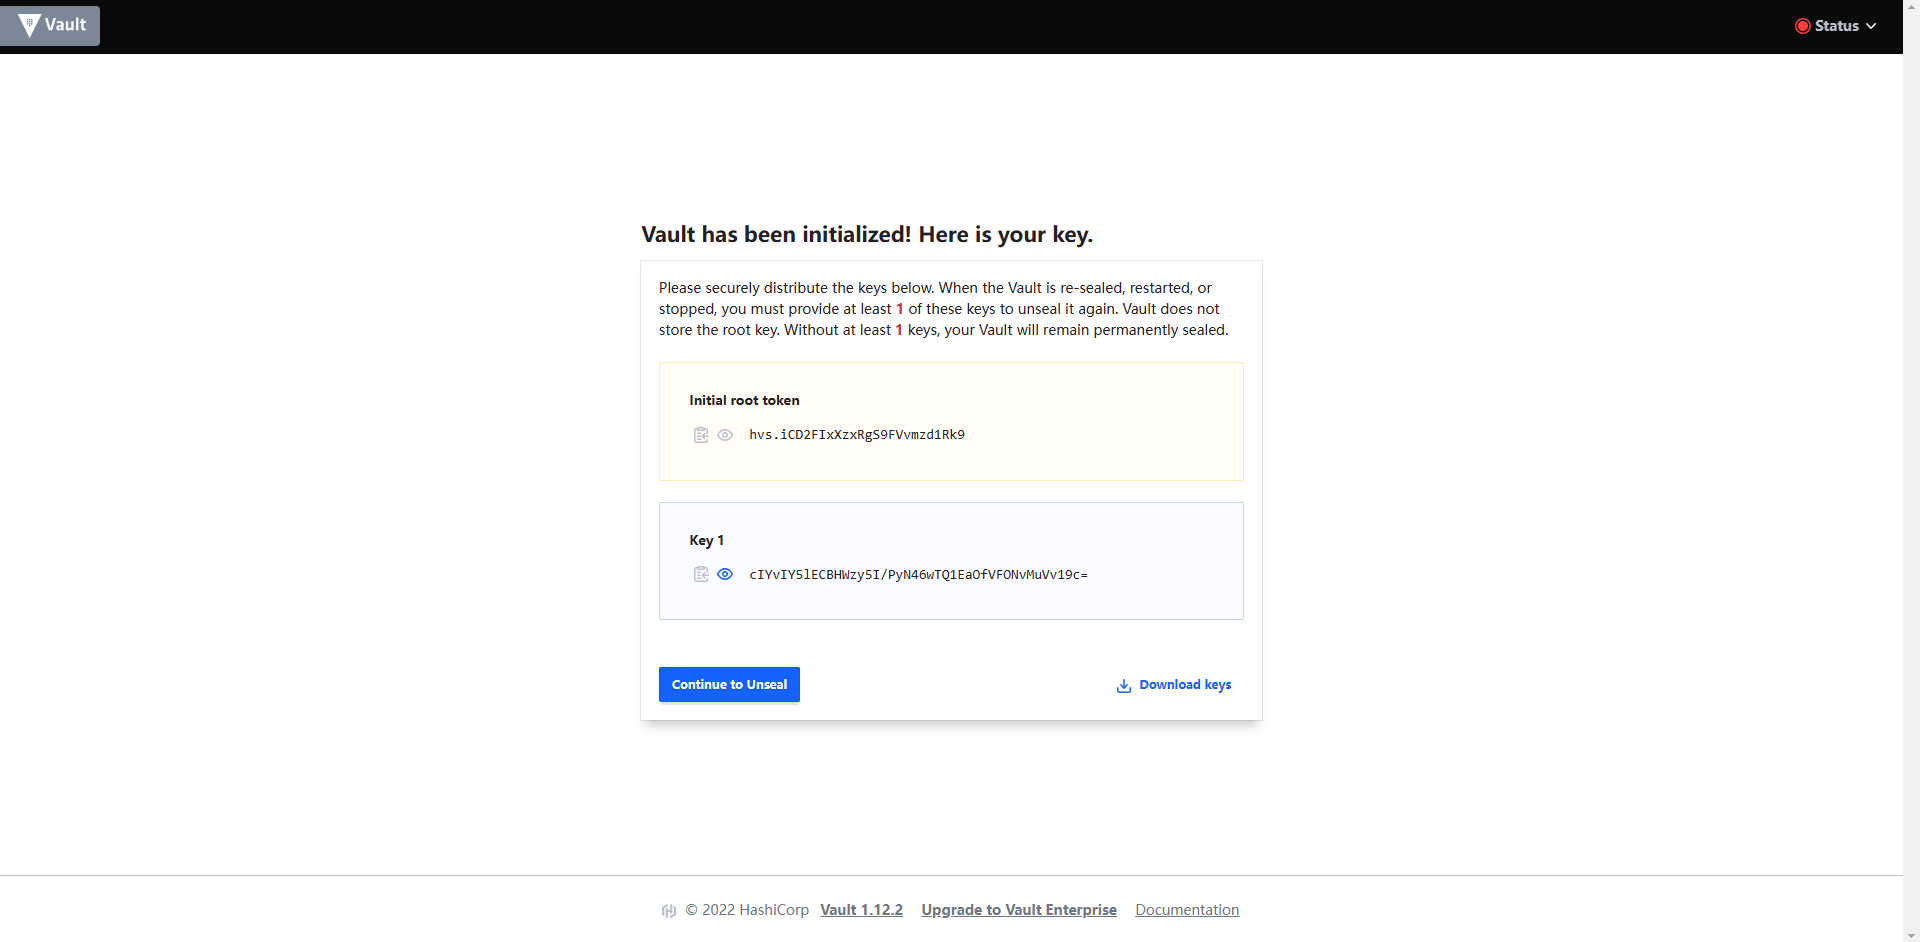 Vault
Status
Vault has been initialized! Here is your key.
Please securely distribute the keys below. When the Vault is re-sealed, restarted, or
stopped, you must provide at least 1 of these keys to unseal it again. Vault does not
store the root key. Without at least 1 keys, your Vault will remain permanently sealed.
Initial root token
hvs.iCD2FIxXzxRgS9FVvmzd1Rk9
Key 1
cIYvIY5lECBHWzy5I/PyN46wTQ1EaOfVFONvMuVv19c=
Continue to Unseal
Download keys
© 2022 HashiCorp Vault 1.12.2 Upgrade to Vault Enterprise Documentation